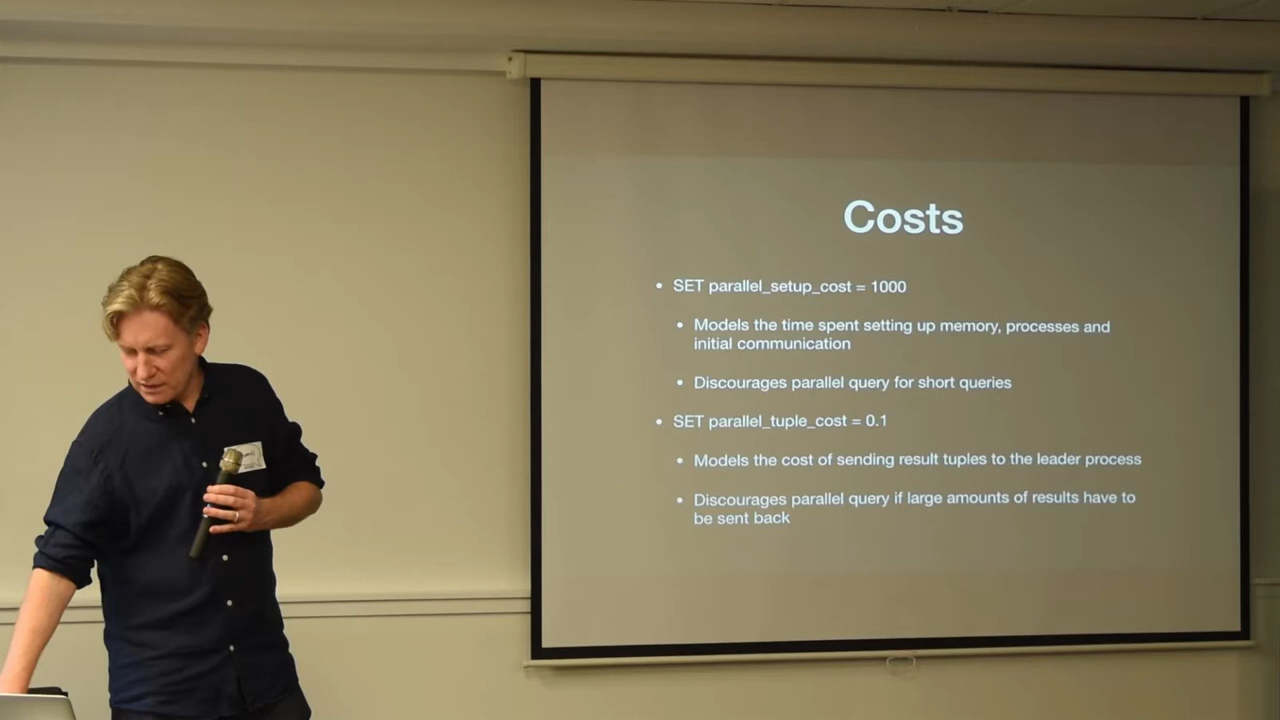 Costs
• SET parallel_setup_cost = 1000
• Models the time spent setting up memory, processes and
initial communication
• Discourages parallel query for short queries
• SET parallel_tuple_cost = 0.1
• Models the cost of sending result tuples to the leader process
• Discourages parallel query if large amounts of results have to
be sent back